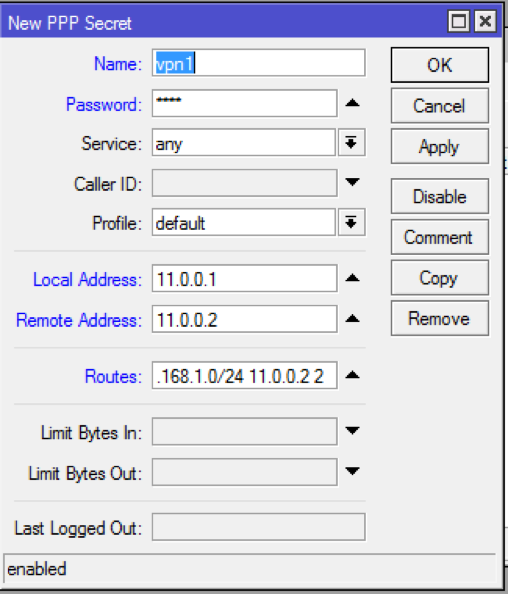 New PPP Secret
Name: vpn1 OK
Password: **** Cancel
Service: any Apply
Caller ID:
Disable
Profile: default
Comment
Local Address: 11.0.0.1 Copy
Remote Address: 11.0.0.2 Remove
Routes: .168.1.0/24 11.0.0.2 2
Limit Bytes In:
Limit Bytes Out:
Last Logged Out:
enabled